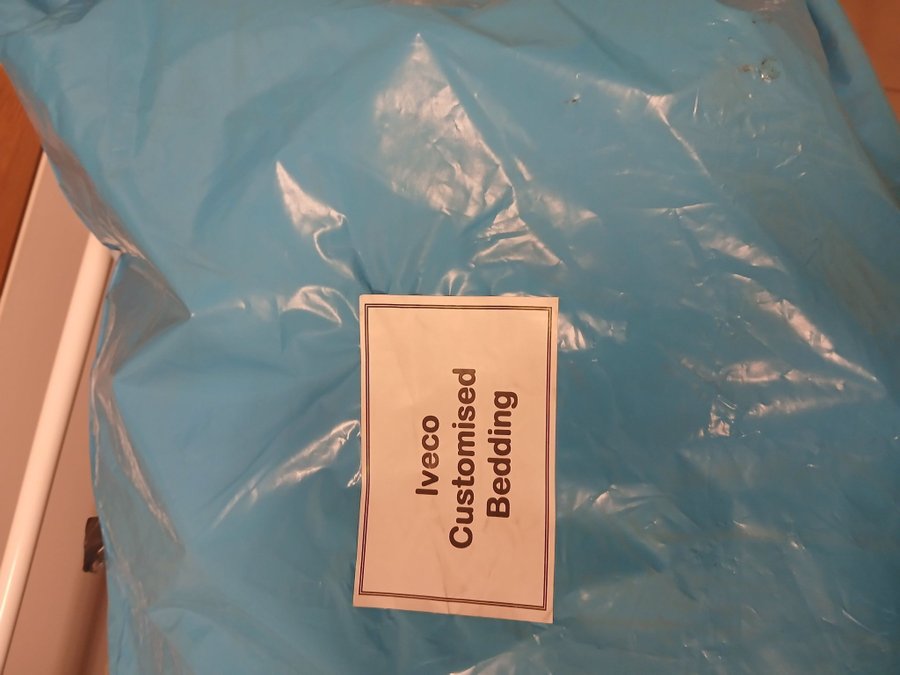 Iveco
Customised
Bedding